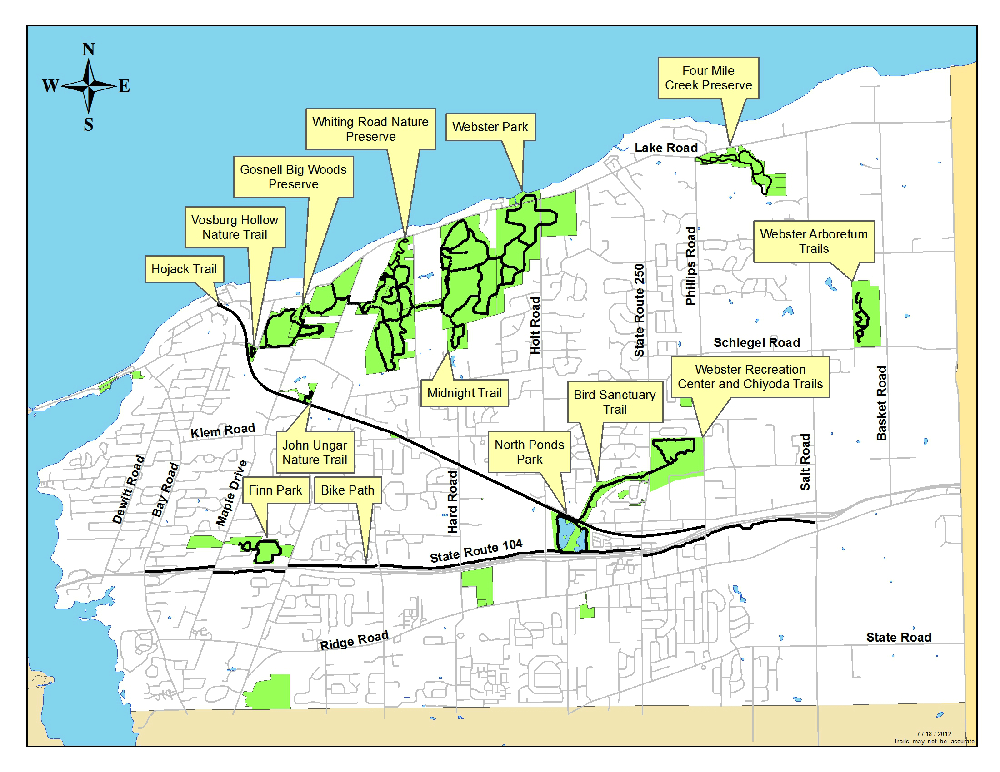 N
W E
S
Four Mile
Creek Preserve
Whiting Road Nature
Preserve
Webster Park
Lake Road
Gosnell Big Woods
Preserve
Vosburg Hollow
Nature Trail
Webster Arboretum
Trails
Hojack Trail
Phillips Road
State Route 250
Holt Road
Schlegel Road
Webster Recreation
Center and Chiyoda Trails
Midnight Trail
Bird Sanctuary
Trail
Basket Road
Klem Road
John Ungar
Nature Trail
North Ponds
Park
Salt Road
Dewitt Road
Bay Road
Maple Drive
Finn Park
Bike Path
Hard Road
State Route 104
Ridge Road
State Road
7 / 18 / 2012
Trails may not be accurate